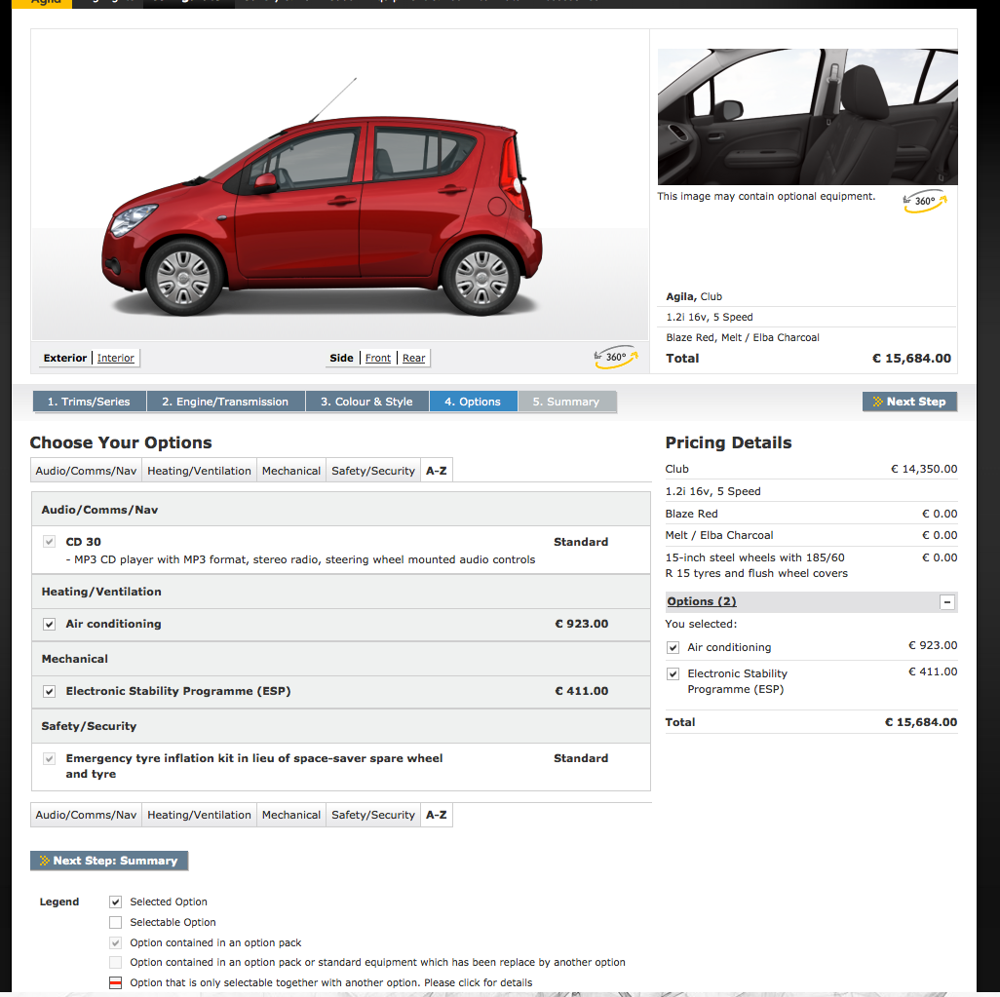 Agila
This image may contain optional equipment.
360°
Agila, Club
1.2i 16v, 5 Speed
Blaze Red, Melt / Elba Charcoal
Total € 15,684.00
Exterior | Interior
Side | Front | Rear
360°
1. Trims/Series
2. Engine/Transmission
3. Colour & Style
4. Options
5. Summary
Next Step
Choose Your Options
Audio/Comms/Nav Heating/Ventilation Mechanical Safety/Security A-Z
Audio/Comms/Nav
CD 30 Standard
- MP3 CD player with MP3 format, stereo radio, steering wheel mounted audio controls
Heating/Ventilation
Air conditioning € 923.00
Mechanical
Electronic Stability Programme (ESP) € 411.00
Safety/Security
Emergency tyre inflation kit in lieu of space-saver spare wheel Standard
and tyre
Audio/Comms/Nav Heating/Ventilation Mechanical Safety/Security A-Z
Next Step: Summary
Pricing Details
Club € 14,350.00
1.2i 16v, 5 Speed
Blaze Red € 0.00
Melt / Elba Charcoal € 0.00
15-inch steel wheels with 185/60 € 0.00
R 15 tyres and flush wheel covers
Options (2)
You selected:
Air conditioning € 923.00
Electronic Stability € 411.00
Programme (ESP)
Total € 15,684.00
Legend
Selected Option
Selectable Option
Option contained in an option pack
Option contained in an option pack or standard equipment which has been replace by another option
Option that is only selectable together with another option. Please click for details